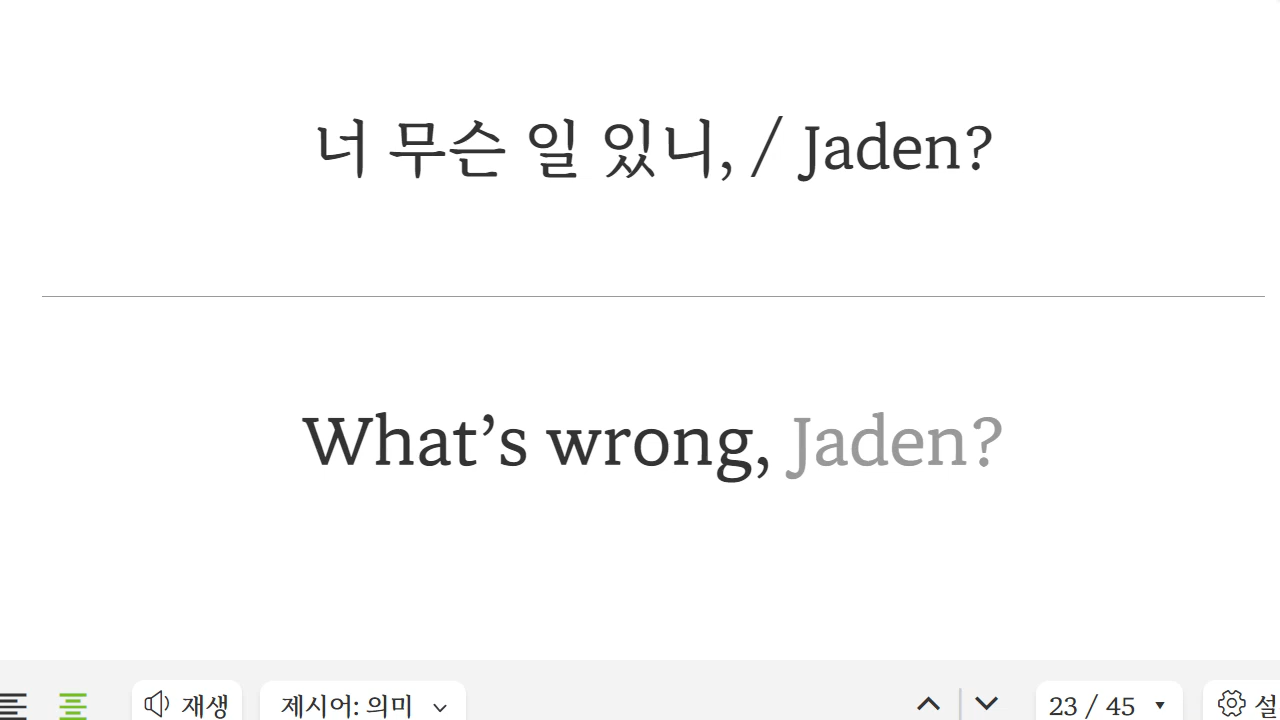 너 무슨 일 있니, / Jaden?
What’s wrong, Jaden?
재생 제시어: 의미 23 / 45 설